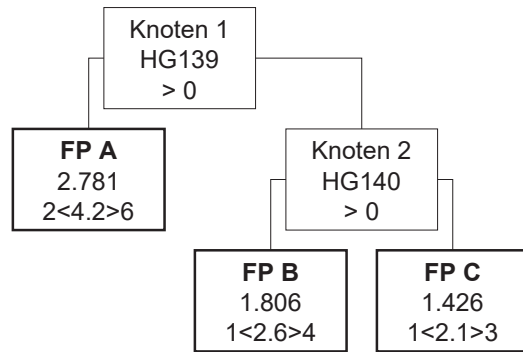 Knoten 1
HG139
> 0
FP A
2.781
2<4.2>6
Knoten 2
HG140
> 0
FP B
1.806
1<2.6>4
FP C
1.426
1<2.1>3